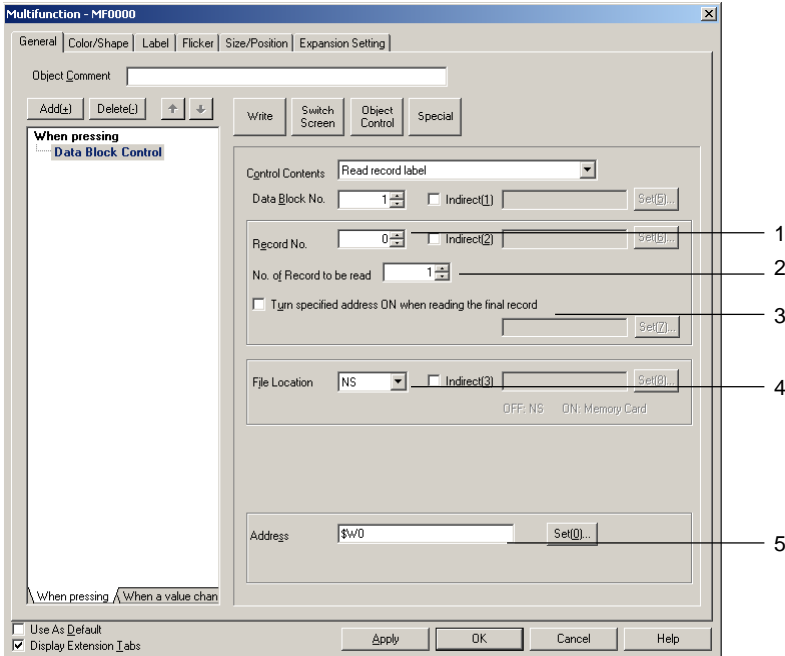 Multifunction - MF0000
General Color/Shape Label Flicker Size/Position Expansion Setting
Object Comment
Add(+) Delete(-)
Write Switch Screen Object Control Special
When pressing
Data Block Control
Control Contents Read record label
Data Block No. 1 Indirect(1) Set(5)...
Record No. 0 Indirect(2) Set(6)... 1
No. of Record to be read 1 2
Turn specified address ON when reading the final record 3
Set(7)...
File Location NS Indirect(3) Set(8)... 4
OFF: NS ON: Memory Card
Address $W0 Set(0)... 5
When pressing When a value chan
Use As Default
Display Extension Tabs
Apply OK Cancel Help